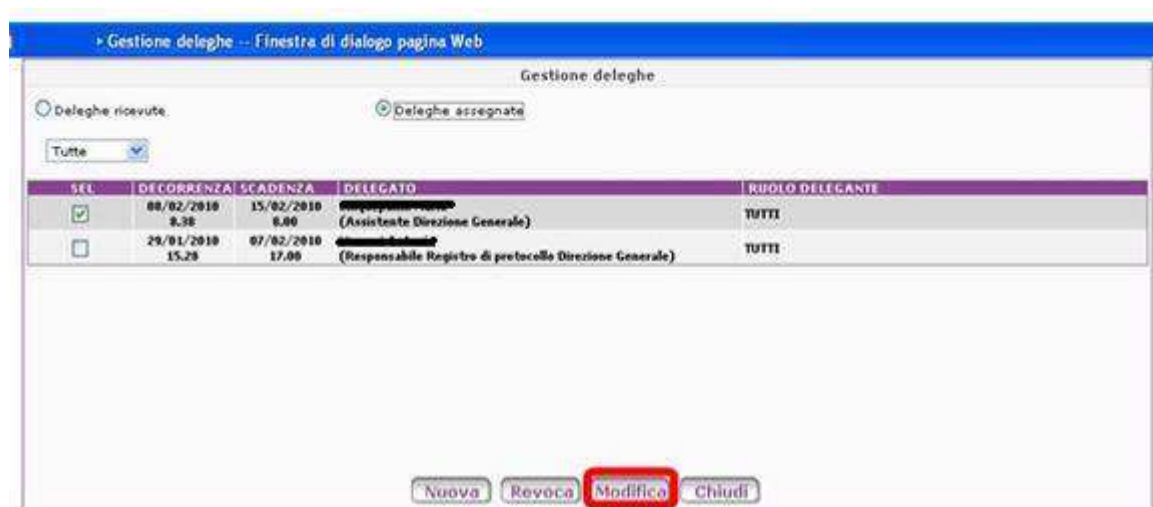 Gestione deleghe -- Finestra di dialogo pagina Web
Gestione deleghe
Deleghe ricevute Deleghe assegnate
Tutte
SEL DECORRENZA SCADENZA DELEGATO RUOLO DELEGANTE
08/02/2010 15/02/2010
8.30 8.00 (Assistente Direzione Generale) TUTTI
29/01/2010 07/02/2010
15.28 17.00 (Responsabile Registro di protocollo Direzione Generale) TUTTI
Nuova Revoca Modifica Chiudi